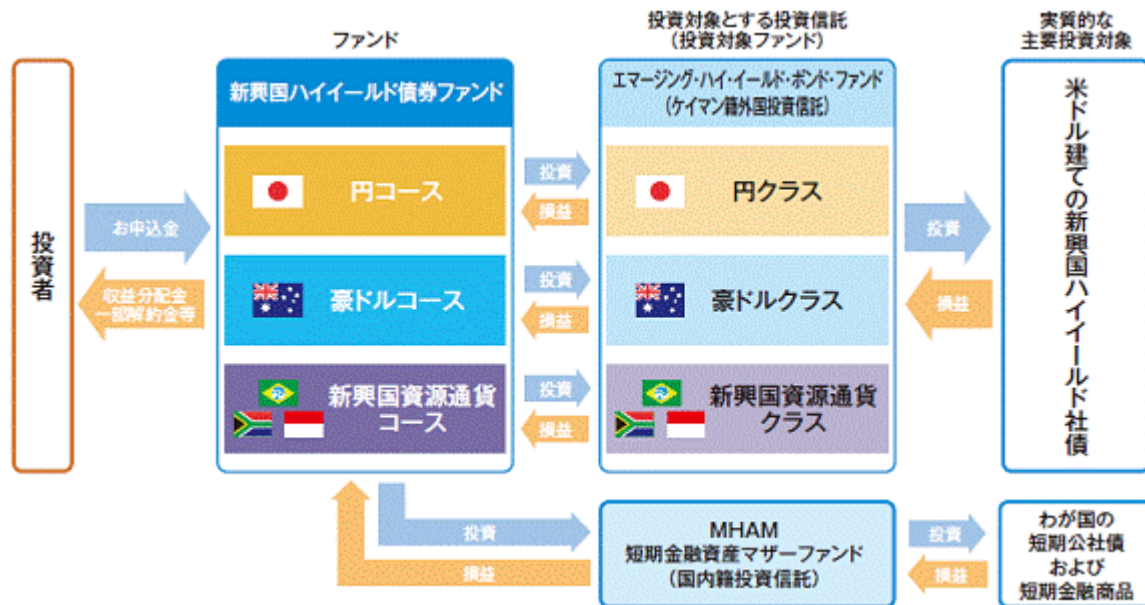 ファンド
投資対象とする投資信託
(投資対象ファンド)
実質的な
主要投資対象
投資者
お申込金
収益分配金
一部解約金等
新興国ハイイールド債券ファンド
円コース
豪ドルコース
新興国資源通貨
コース
投資
損益
投資
損益
投資
損益
エマージング・ハイ・イールド・ボンド・ファンド
(ケイマン籍外国投資信託)
円クラス
豪ドルクラス
新興国資源通貨
クラス
投資
損益
米ドル建ての新興国ハイイールド社債
投資
損益
MHAM
短期金融資産マザーファンド
(国内籍投資信託)
投資
損益
わが国の
短期公社債
および
短期金融商品